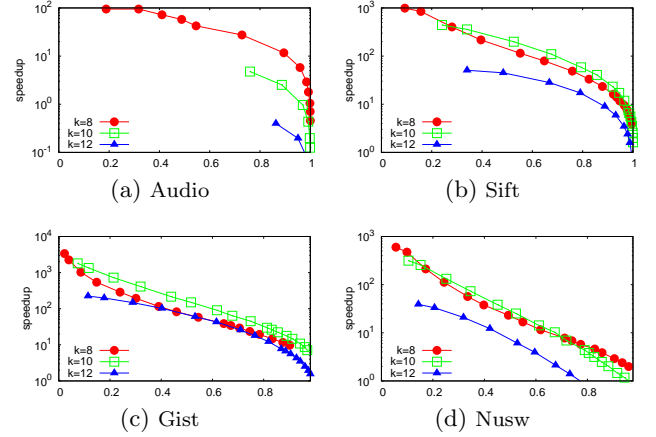 10^2
10^1
10^0
10^-1
speedup
k=8
k=10
k=12
0 0.2 0.4 0.6 0.8 1
(a) Audio
10^3
10^2
10^1
10^0
speedup
k=8
k=10
k=12
0 0.2 0.4 0.6 0.8 1
(b) Sift
10^4
10^3
10^2
10^1
10^0
speedup
k=8
k=10
k=12
0 0.2 0.4 0.6 0.8
(c) Gist
10^3
10^2
10^1
10^0
speedup
k=8
k=10
k=12
0 0.2 0.4 0.6 0.8
(d) Nusw